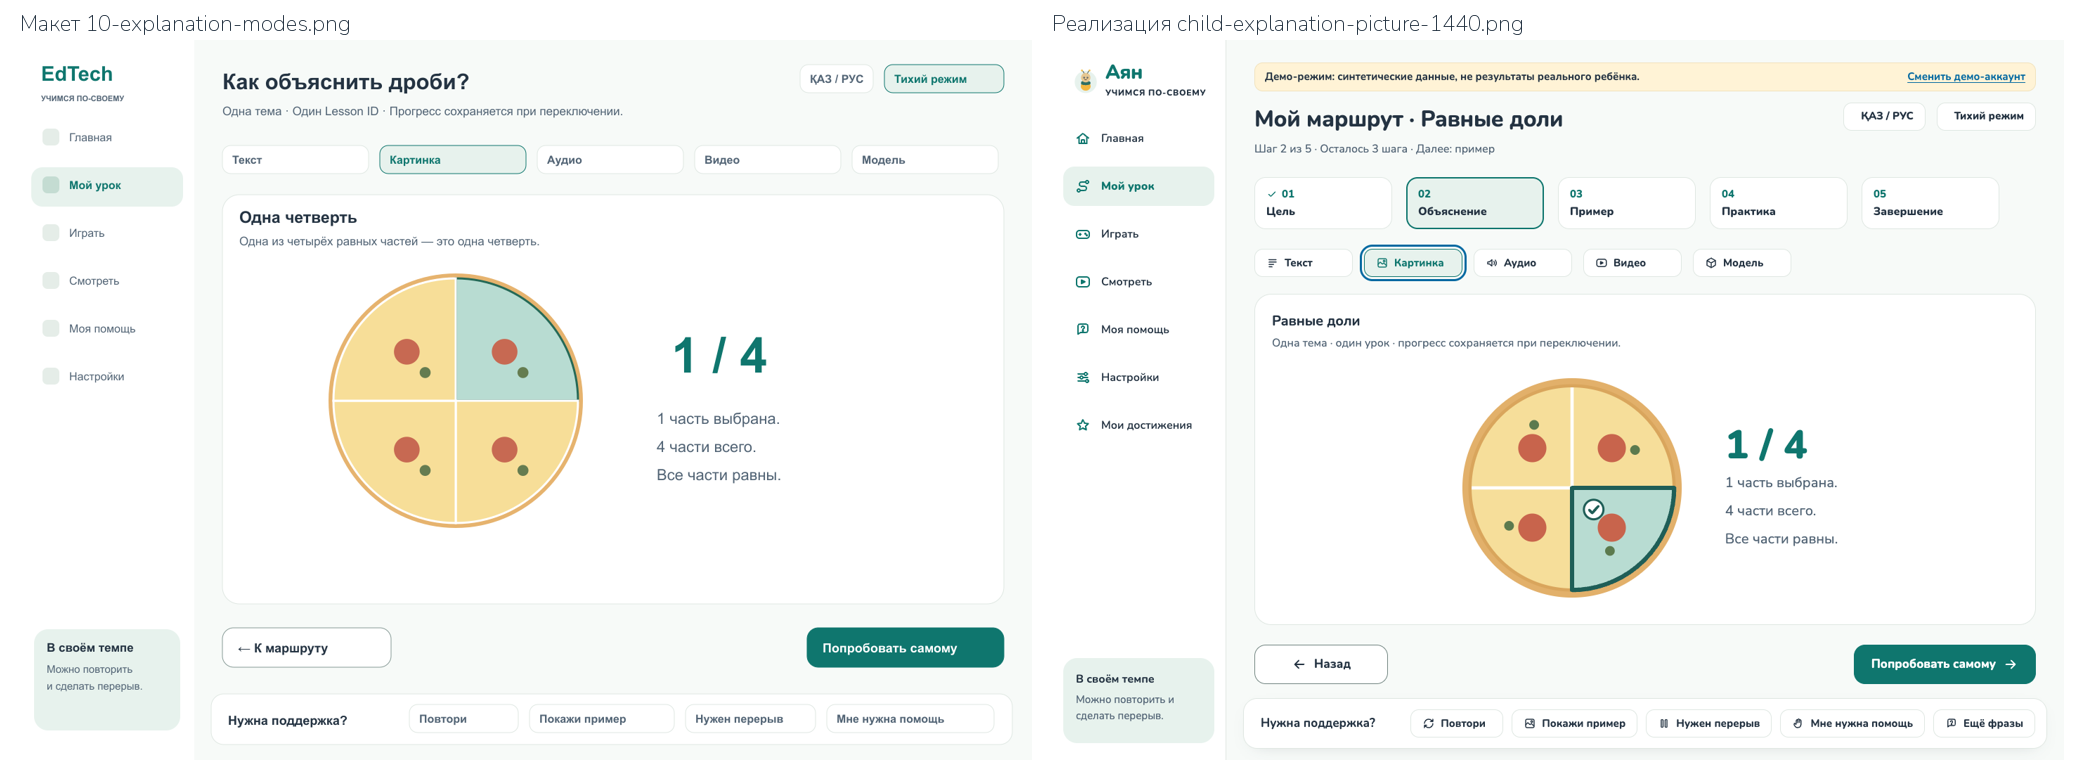 Макет 10-explanation-modes.png
EdTech
УЧИМСЯ ПО-СВОЕМУ
Главная
Мой урок
Играть
Смотреть
Моя помощь
Настройки
В своём темпе
Можно повторить
и сделать перерыв.
Как объяснить дроби?
Одна тема · Один Lesson ID · Прогресс сохраняется при переключении.
ҚАЗ / РУС
Тихий режим
Текст
Картинка
Аудио
Видео
Модель
Одна четверть
Одна из четырёх равных частей — это одна четверть.
1 / 4
1 часть выбрана.
4 части всего.
Все части равны.
← К маршруту
Попробовать самому
Нужна поддержка?
Повтори
Покажи пример
Нужен перерыв
Мне нужна помощь
Реализация child-explanation-picture-1440.png
Аян
УЧИМСЯ ПО-СВОЕМУ
Главная
Мой урок
Играть
Смотреть
Моя помощь
Настройки
Мои достижения
В своём темпе
Можно повторить и
сделать перерыв.
Демо-режим: синтетические данные, не результаты реального ребёнка.
Сменить демо-аккаунт
Мой маршрут · Равные доли
ҚАЗ / РУС
Тихий режим
Шаг 2 из 5 · Осталось 3 шага · Далее: пример
01
Цель
02
Объяснение
03
Пример
04
Практика
05
Завершение
Текст
Картинка
Аудио
Видео
Модель
Равные доли
Одна тема · один урок · прогресс сохраняется при переключении.
1 / 4
1 часть выбрана.
4 части всего.
Все части равны.
← Назад
Попробовать самому →
Нужна поддержка?
Повтори
Покажи пример
Нужен перерыв
Мне нужна помощь
Ещё фразы